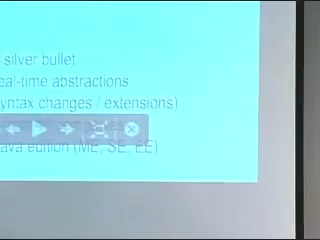 silver bullet
eal-time abstractions
yntax changes / extensions)
ava edition (ME, SE, EE)